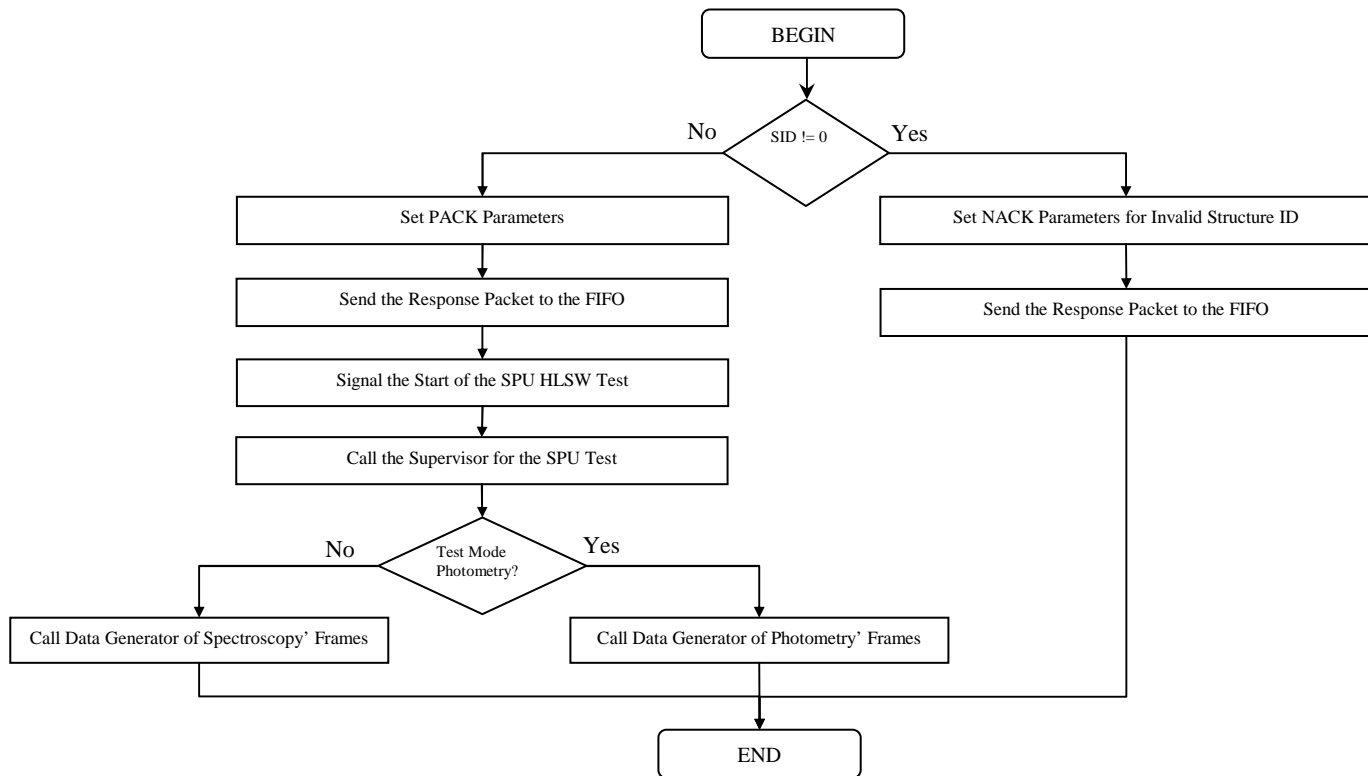 BEGIN
SID != 0
No
Yes
Set PACK Parameters
Set NACK Parameters for Invalid Structure ID
Send the Response Packet to the FIFO
Send the Response Packet to the FIFO
Signal the Start of the SPU HLSW Test
Call the Supervisor for the SPU Test
No
Test Mode
Photometry?
Yes
Call Data Generator of Spectroscopy’ Frames
Call Data Generator of Photometry’ Frames
END